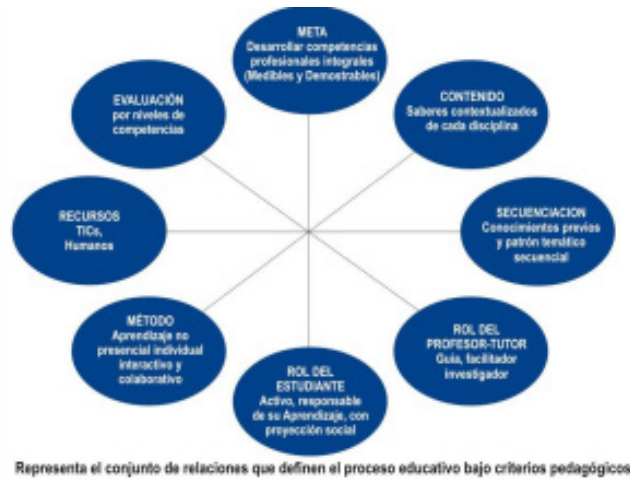 META
Desarrollar competencias
profesionales integrales
(Medibles y Demostrables)
CONTENIDO
Saberes contextualizados
de cada disciplina
SECUENCIACION
Conocimientos previos
y patrón temático
secuencial
ROL DEL
PROFESOR-TUTOR
Guía, facilitador
investigador
ROL DEL
ESTUDIANTE
Activo, responsable
de su Aprendizaje, con
proyección social
MÉTODO
Aprendizaje no
presencial individual
interactivo y
colaborativo
RECURSOS
TICs,
Humanos
EVALUACIÓN
por niveles de
competencias
Representa el conjunto de relaciones que definen el proceso educativo bajo criterios pedagógicos